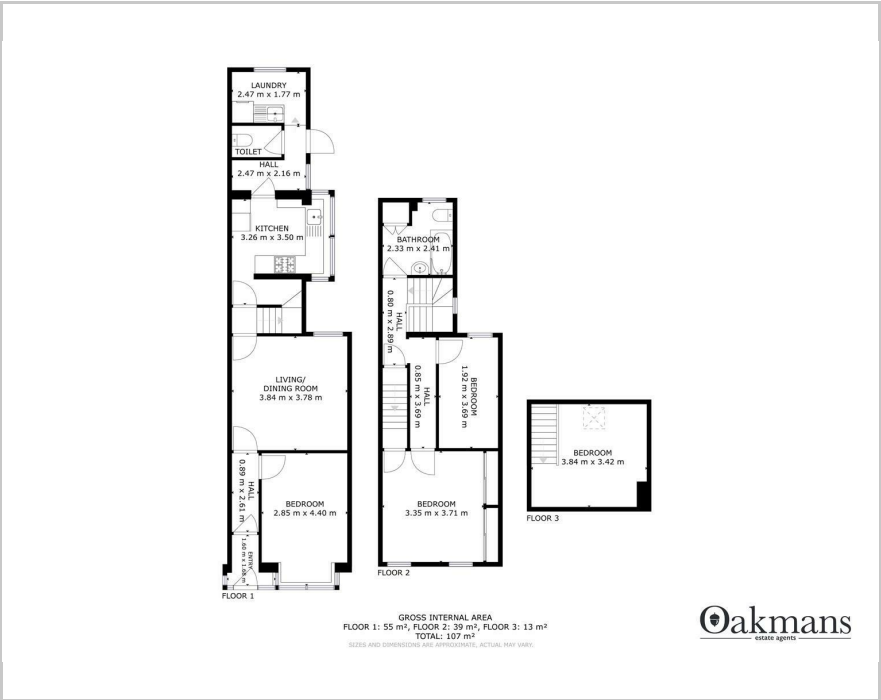 LAUNDRY
2.47 m x 1.77 m
TOILET
HALL
2.47 m x 2.16 m
KITCHEN
3.26 m x 3.50 m
LIVING/
DINING ROOM
3.84 m x 3.78 m
HALL
0.89 m x 2.61 m
BEDROOM
2.85 m x 4.40 m
ENTRY
1.60 m x 1.68 m
FLOOR 1
BATHROOM
2.33 m x 2.41 m
HALL
0.80 m x 2.89 m
HALL
0.85 m x 3.69 m
BEDROOM
1.92 m x 3.69 m
BEDROOM
3.35 m x 3.71 m
FLOOR 2
BEDROOM
3.84 m x 3.42 m
FLOOR 3
GROSS INTERNAL AREA
FLOOR 1: 55 m², FLOOR 2: 39 m², FLOOR 3: 13 m²
TOTAL: 107 m²
SIZES AND DIMENSIONS ARE APPROXIMATE, ACTUAL MAY VARY.
Oakmans
estate agents